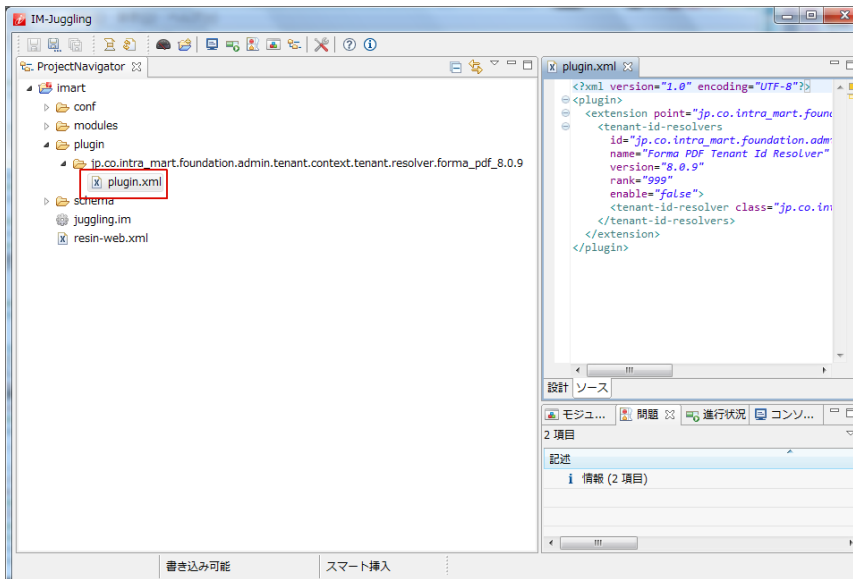 IM-Juggling
ProjectNavigator
imart
conf
modules
plugin
jp.co.intra_mart.foundation.admin.tenant.context.tenant.resolver.forma_pdf_8.0.9
plugin.xml
schema
juggling.im
resin-web.xml
plugin.xml
<?xml version="1.0" encoding="UTF-8"?>
<plugin>
<extension point="jp.co.intra_mart.found
<tenant-id-resolvers
id="jp.co.intra_mart.foundation.adm
name="Forma PDF Tenant Id Resolver"
version="8.0.9"
rank="999"
enable="false">
<tenant-id-resolver class="jp.co.in
</tenant-id-resolvers>
</extension>
</plugin>
設計 ソース
モジュ... 問題 進行状況 コンソ...
2 項目
記述
情報 (2 項目)
書き込み可能 スマート挿入